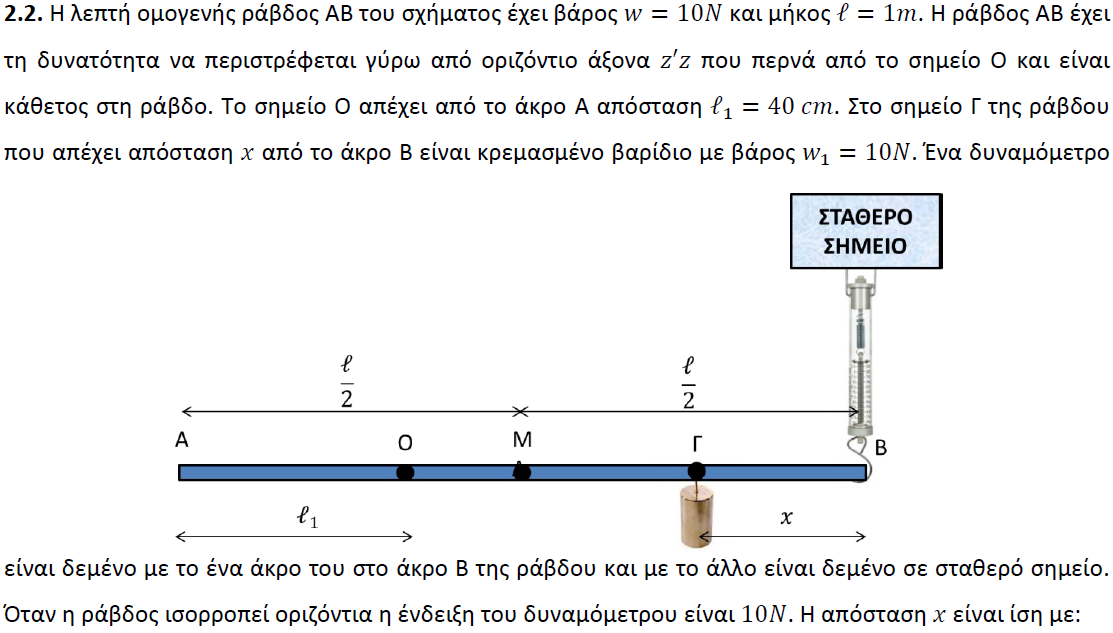 2.2. Η λεπτή ομογενής ράβδος ΑΒ του σχήματος έχει βάρος w = 10N και μήκος ℓ = 1m. Η ράβδος ΑΒ έχει
τη δυνατότητα να περιστρέφεται γύρω από οριζόντιο άξονα z′z που περνά από το σημείο Ο και είναι
κάθετος στη ράβδο. Το σημείο Ο απέχει από το άκρο Α απόσταση ℓ₁ = 40 cm. Στο σημείο Γ της ράβδου
που απέχει απόσταση x από το άκρο Β είναι κρεμασμένο βαρίδιο με βάρος w₁ = 10N. Ένα δυναμόμετρο
ΣΤΑΘΕΡΟ
ΣΗΜΕΙΟ
ℓ/2 ℓ/2
Α Ο Μ Γ Β
ℓ₁ x
είναι δεμένο με το ένα άκρο του στο άκρο Β της ράβδου και με το άλλο είναι δεμένο σε σταθερό σημείο.
Όταν η ράβδος ισορροπεί οριζόντια η ένδειξη του δυναμόμετρου είναι 10N. Η απόσταση x είναι ίση με: